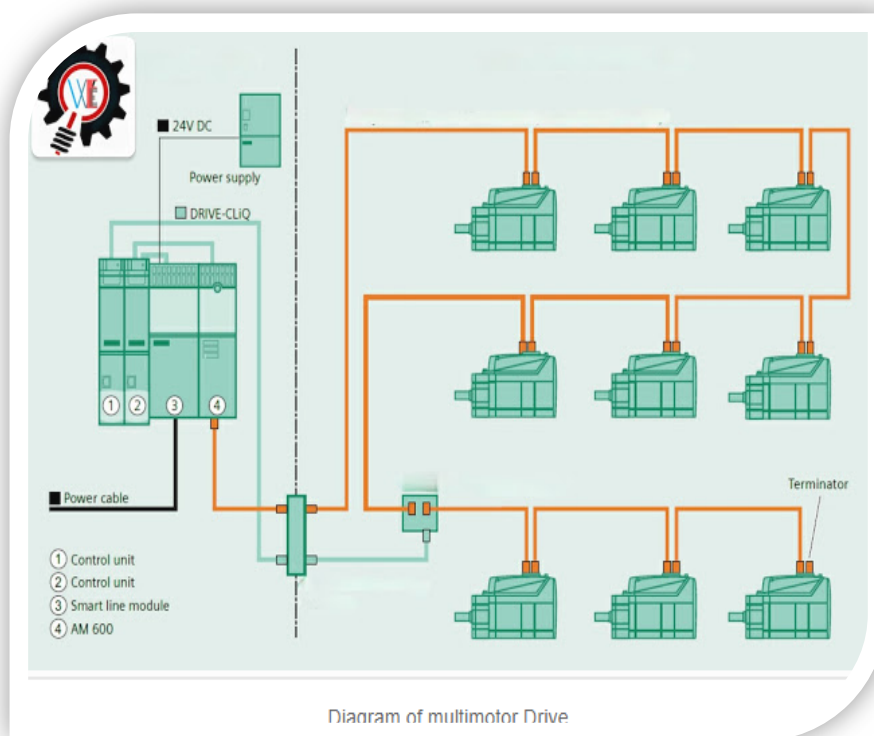 24V DC
Power supply
DRIVE-CLiQ
1 2 3 4
Power cable
Terminator
1 Control unit
2 Control unit
3 Smart line module
4 AM 600
Diagram of multimotor Drive